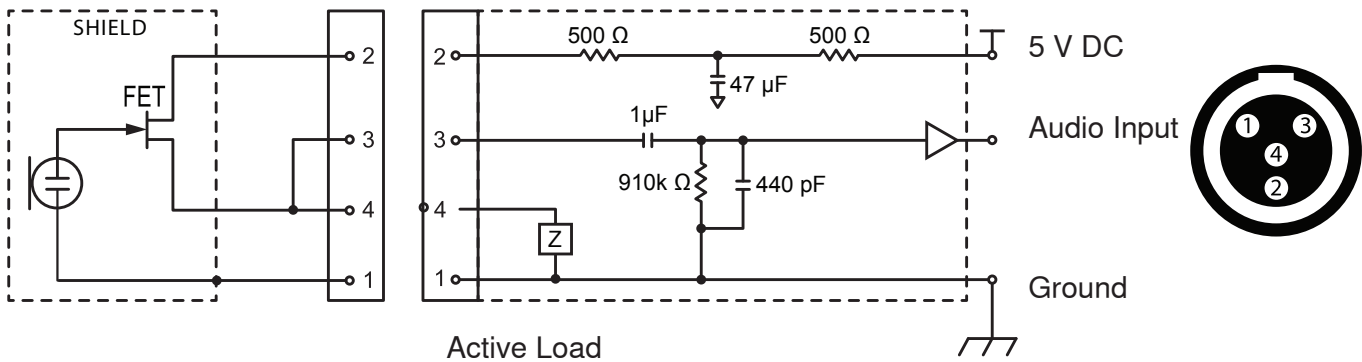 SHIELD
FET
2
3
4
1
2
3
4
1
500 Ω
500 Ω
47 µF
1µF
910k Ω
440 pF
Z
5 V DC
Audio Input
Ground
Active Load
1
3
4
2